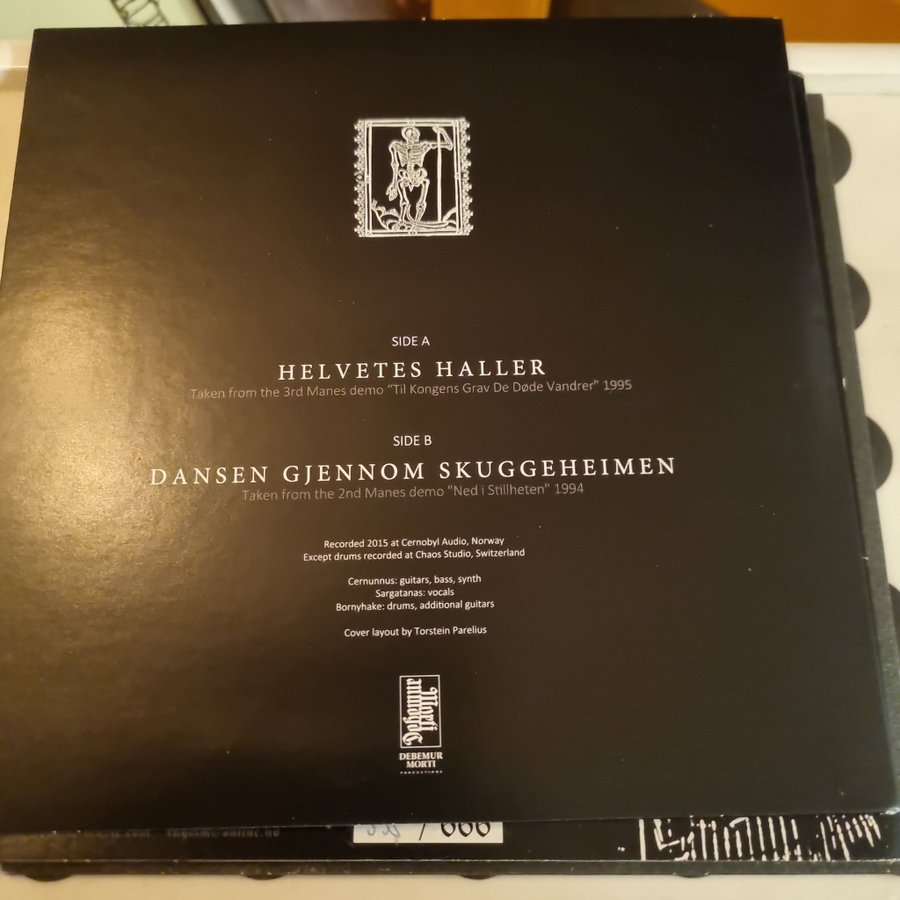 SIDE A
HELVETES HALLER
Taken from the 3rd Manes demo “Til Kongens Grav De Døde Vandrer” 1995
SIDE B
DANSEN GJENNOM SKUGGEHEIMEN
Taken from the 2nd Manes demo "Ned i Stillheten" 1994
Recorded 2015 at Cernobyl Audio, Norway
Except drums recorded at Chaos Studio, Switzerland
Cernunnus: guitars, bass, synth
Sargatanas: vocals
Bornyhake: drums, additional guitars
Cover layout by Torstein Parelius
Debemur
Morti
DEBEMUR
MORTI
PRODUCTIONS
/ 666